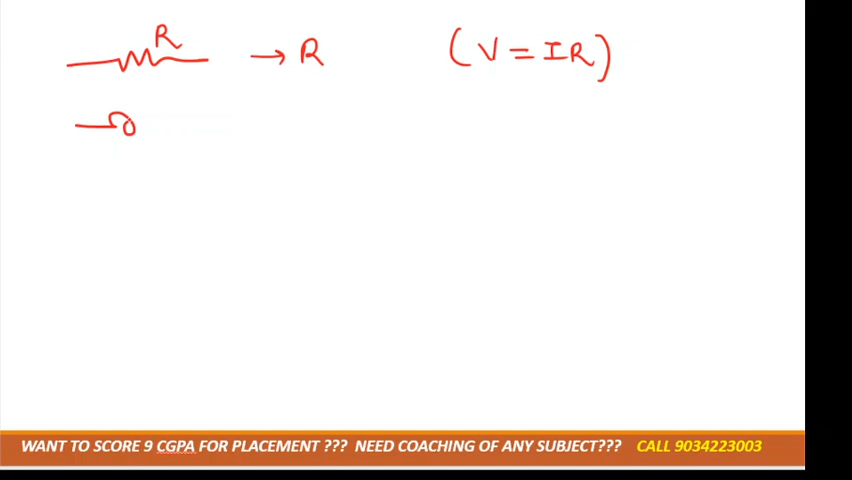 R
→ R (V = IR)
WANT TO SCORE 9 CGPA FOR PLACEMENT ??? NEED COACHING OF ANY SUBJECT??? CALL 9034223003